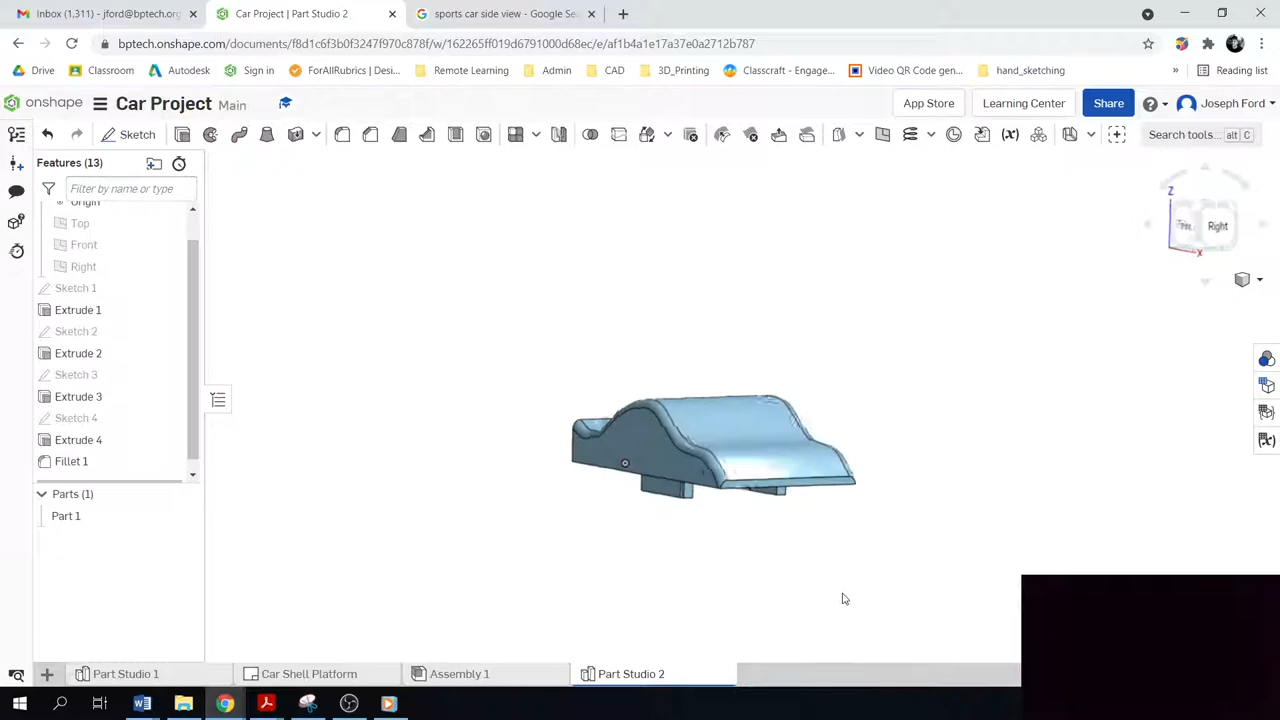 Inbox (1,311) - jford@bptech.org
Car Project | Part Studio 2
sports car side view - Google Sea
bptech.onshape.com/documents/f8d1c6f3b0f3247f970c878f/w/162265ff019d6791000d68ec/e/af1b4a1e17a37e0a2712b787
Drive
Classroom
Autodesk
Sign in
ForAllRubrics | Desi...
Remote Learning
Admin
CAD
3D_Printing
Classcraft - Engage...
Video QR Code gen...
hand_sketching
»
Reading list
onshape
Car Project Main
App Store
Learning Center
Share
Joseph Ford
Sketch
Search tools... alt C
Features (13)
Filter by name or type
Origin
Top
Front
Right
Sketch 1
Extrude 1
Sketch 2
Extrude 2
Sketch 3
Extrude 3
Sketch 4
Extrude 4
Fillet 1
Parts (1)
Part 1
Z
Right
X
Part Studio 1
Car Shell Platform
Assembly 1
Part Studio 2